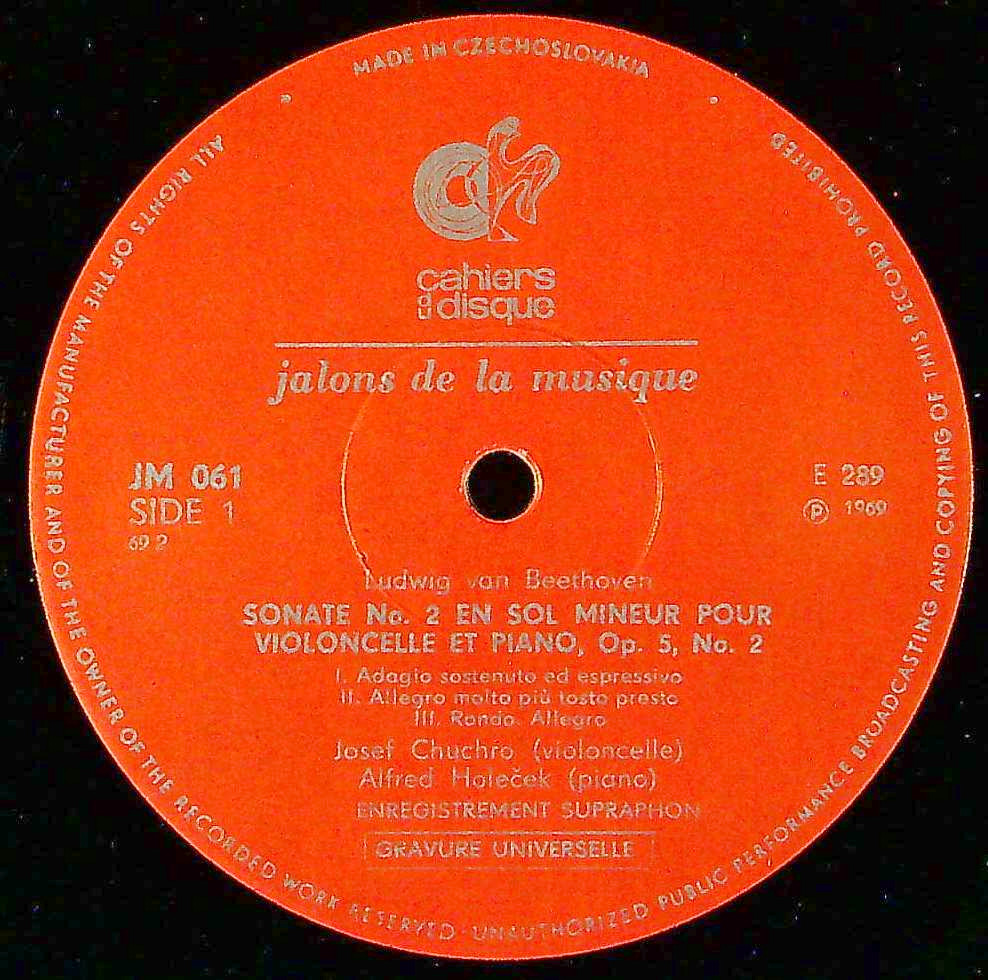 MADE IN CZECHOSLOVAKIA
ALL RIGHTS OF THE MANUFACTURER AND OF THE OWNER OF THE RECORDED WORK RESERVED · UNAUTHORIZED PUBLIC PERFORMANCE BROADCASTING AND COPYING OF THIS RECORD PROHIBITED
cahiers
du disque
jalons de la musique
JM 061
SIDE 1
69 2
E 289
Ⓟ 1969
Ludwig van Beethoven
SONATE No. 2 EN SOL MINEUR POUR
VIOLONCELLE ET PIANO, Op. 5, No. 2
I. Adagio sostenuto ed espressivo
II. Allegro molto più tosto presto
III. Rondo. Allegro
Josef Chuchro (violoncelle)
Alfred Holeček (piano)
ENREGISTREMENT SUPRAPHON
GRAVURE UNIVERSELLE